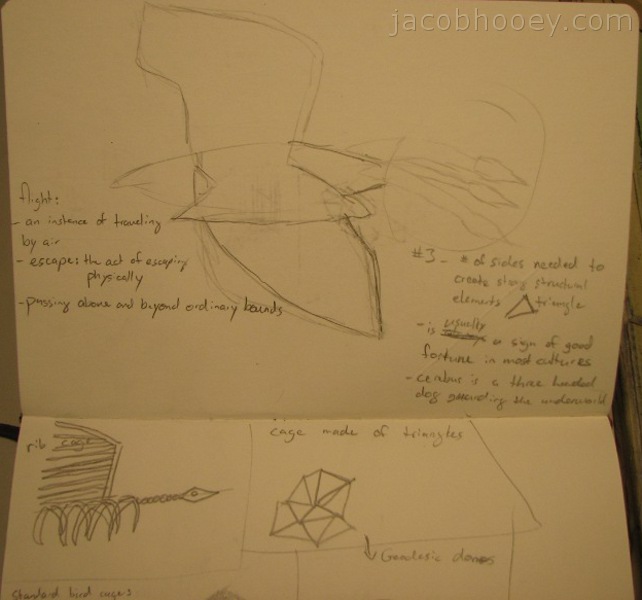 jacobhooey.com
flight:
- an instance of traveling
by air
- escape: the act of escaping
physically
- passing above and beyond ordinary bounds
#3 - # of sides needed to
create strong structural
elements triangle
- is usually a sign of good
fortune in most cultures
- cerebus is a three headed
dog guarding the underworld
rib cage
cage made of triangles
Geodesic domes
Standard bird cages